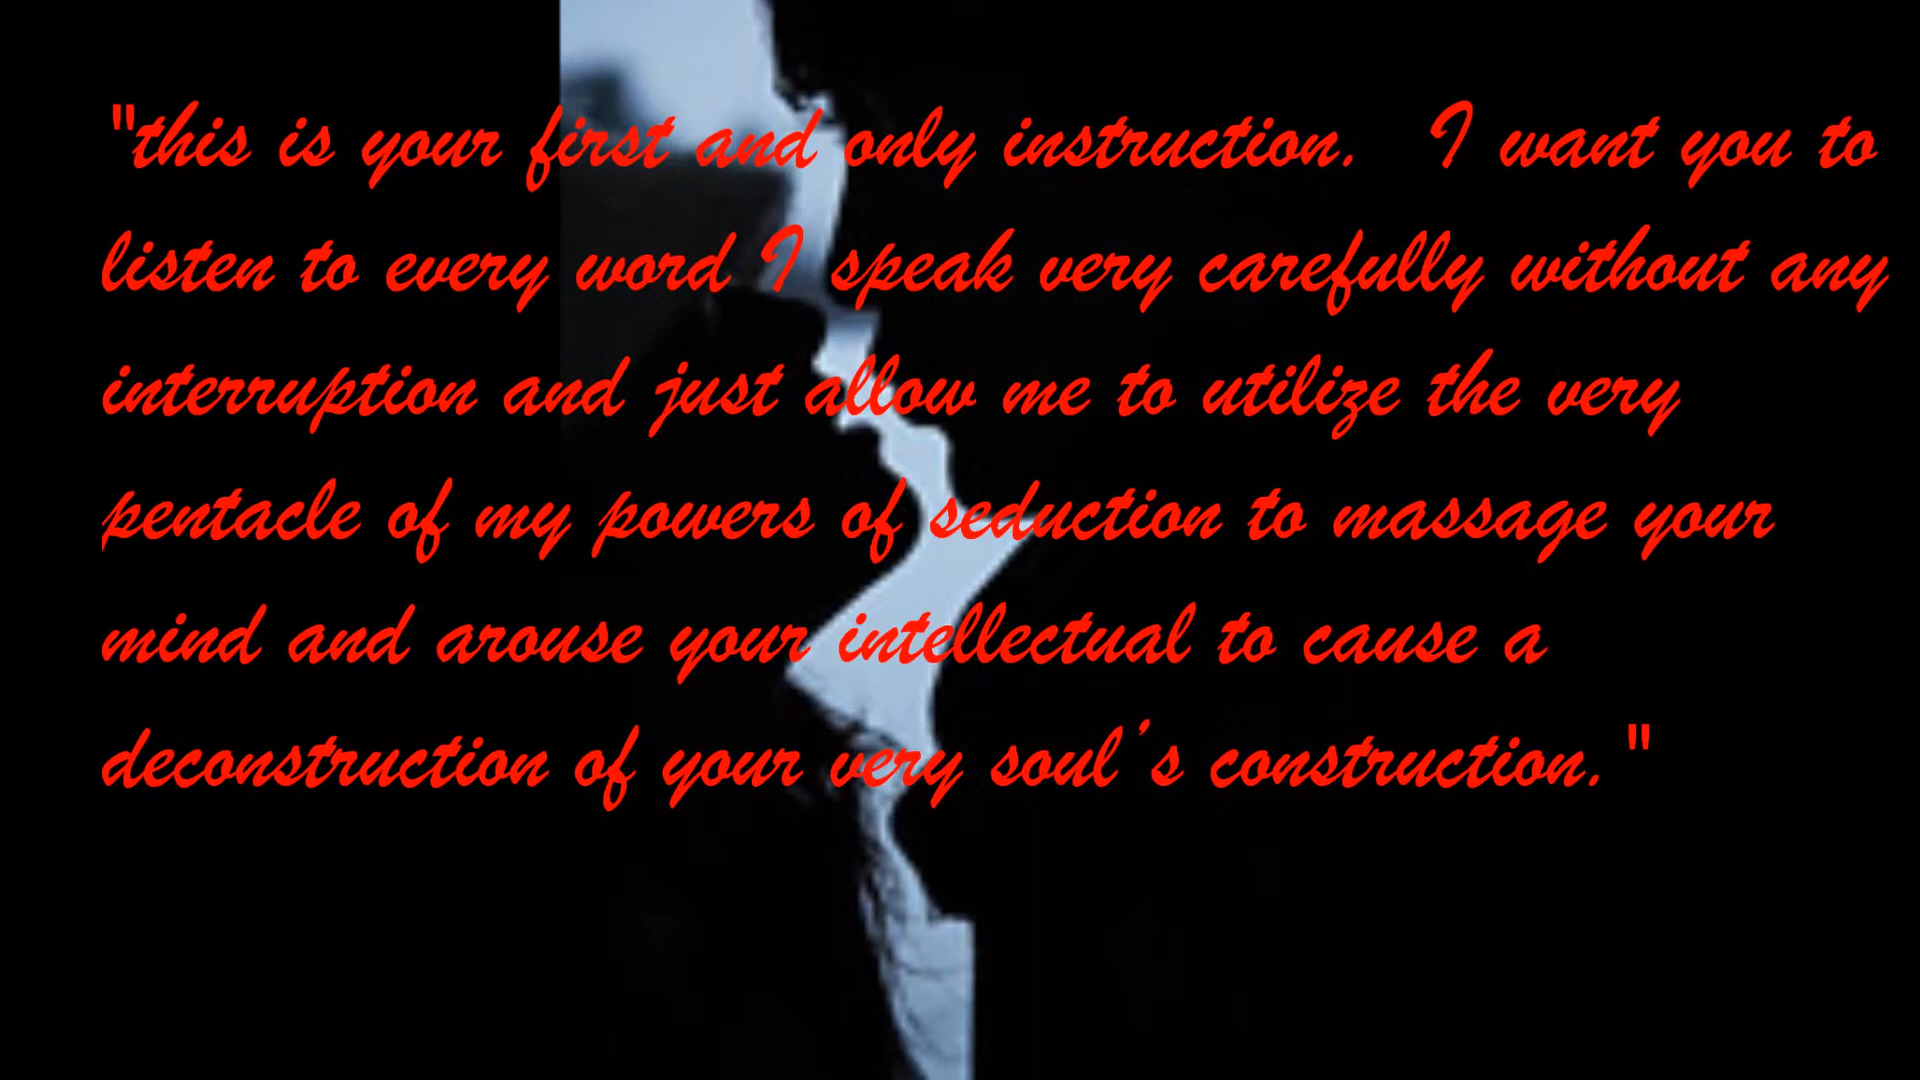 "this is your first and only instruction.  I want you to
listen to every word I speak very carefully without any
interruption and just allow me to utilize the very
pentacle of my powers of seduction to massage your
mind and arouse your intellectual to cause a
deconstruction of your very soul's construction."